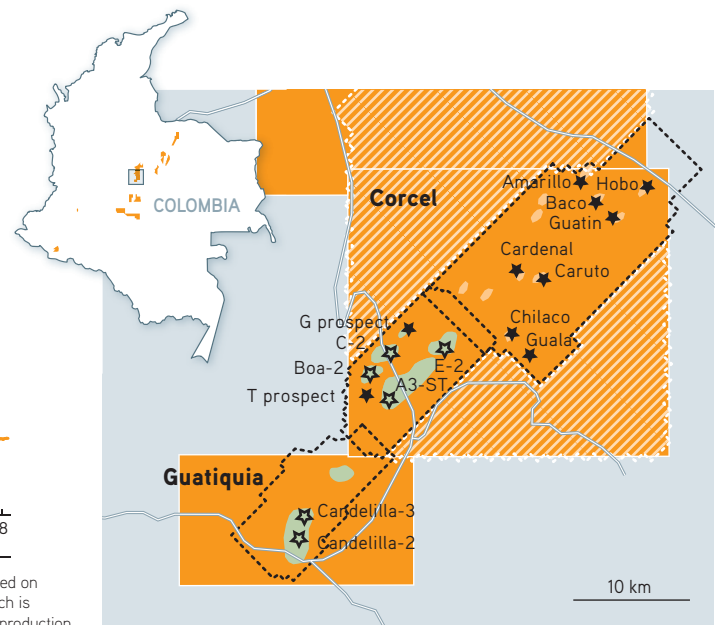 COLOMBIA
Corcel
Amarillo
Hobo
Baco
Guatin
Cardenal
Caruto
Chilaco
Guala
G prospect
C-2
E-2
Boa-2
A3-ST
T prospect
Guatiquia
Candelilla-3
Candelilla-2
10 km
8
ed on
ch is
production